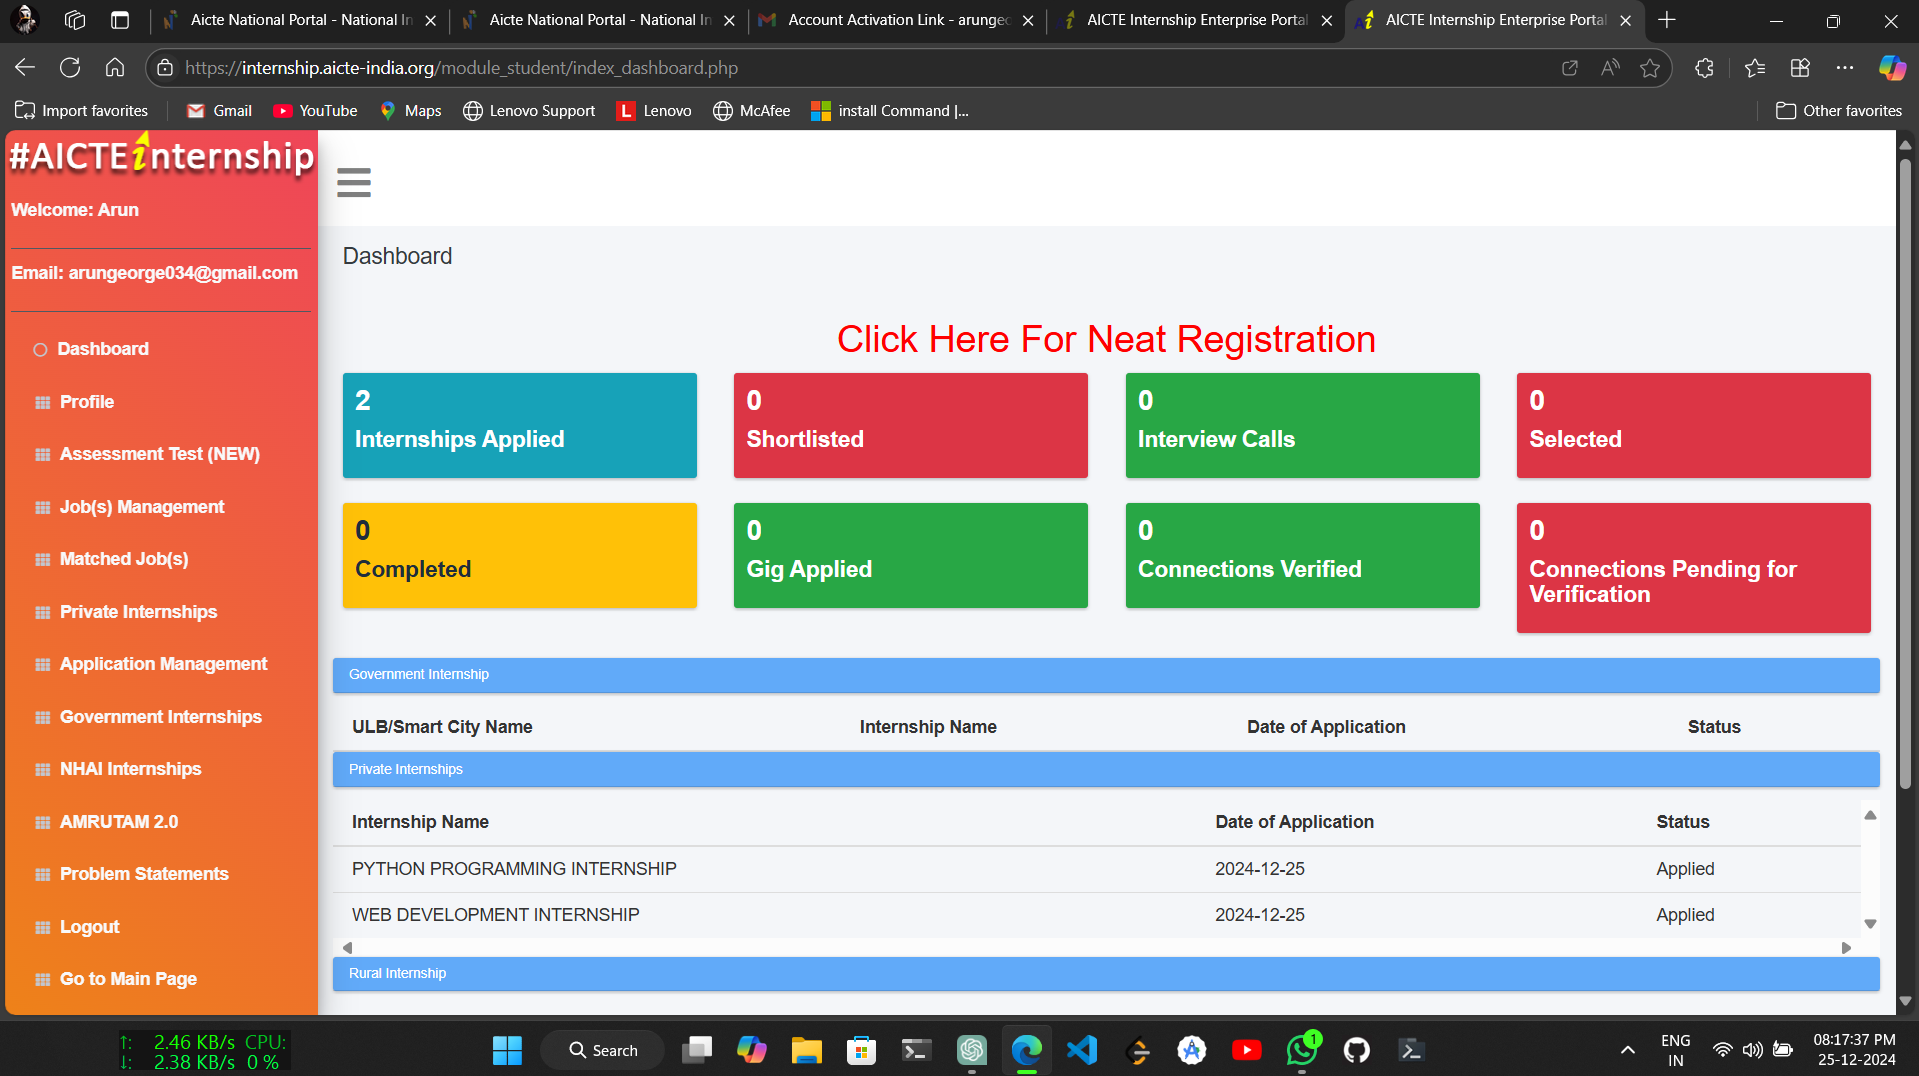 Aicte National Portal - National In
Aicte National Portal - National In
Account Activation Link - arungeo
AICTE Internship Enterprise Portal
AICTE Internship Enterprise Portal
https://internship.aicte-india.org/module_student/index_dashboard.php
Import favorites
Gmail
YouTube
Maps
Lenovo Support
L Lenovo
McAfee
install Command |...
Other favorites
#AICTEinternship
Welcome: Arun
Email: arungeorge034@gmail.com
Dashboard
Profile
Assessment Test (NEW)
Job(s) Management
Matched Job(s)
Private Internships
Application Management
Government Internships
NHAI Internships
AMRUTAM 2.0
Problem Statements
Logout
Go to Main Page
Dashboard
Click Here For Neat Registration
2
Internships Applied
0
Shortlisted
0
Interview Calls
0
Selected
0
Completed
0
Gig Applied
0
Connections Verified
0
Connections Pending for
Verification
Government Internship
ULB/Smart City Name Internship Name Date of Application Status
Private Internships
Internship Name Date of Application Status
PYTHON PROGRAMMING INTERNSHIP 2024-12-25 Applied
WEB DEVELOPMENT INTERNSHIP 2024-12-25 Applied
Rural Internship
↑: 2.46 KB/s CPU:
↓: 2.38 KB/s 0 %
Search
1
ENG
IN
08:17:37 PM
25-12-2024